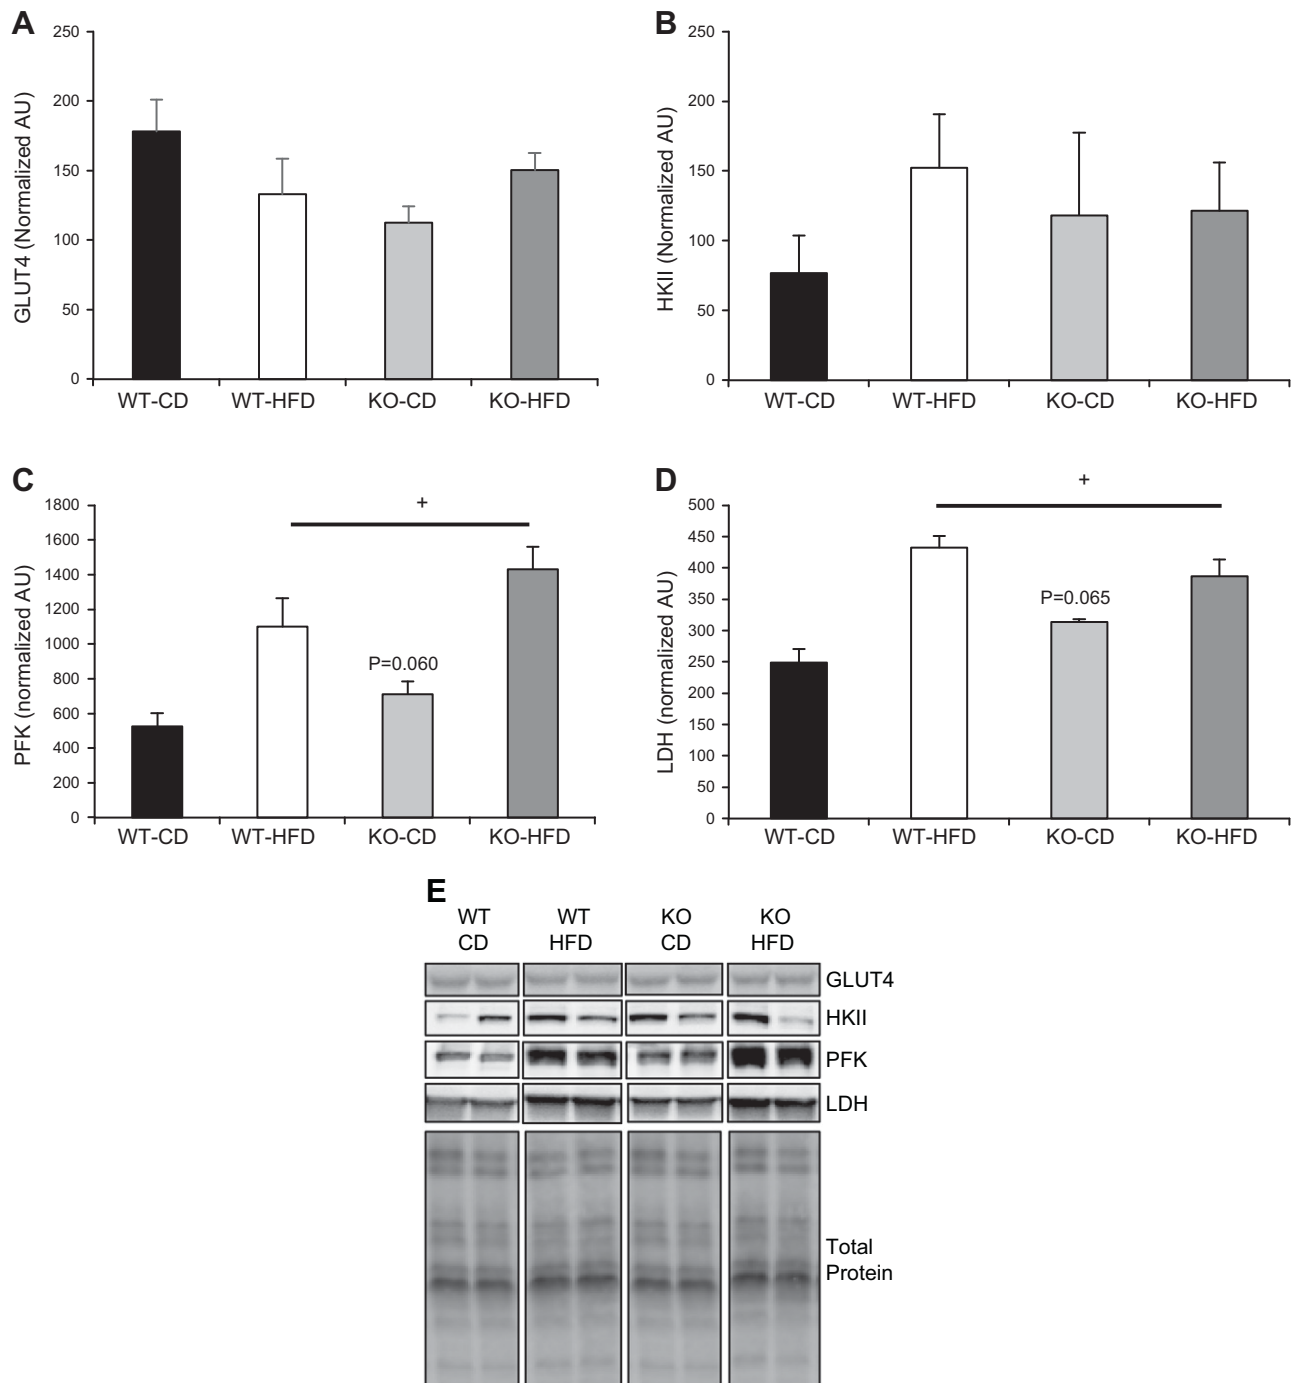 A
250
200
150
100
50
0
GLUT4 (Normalized AU)
WT-CD WT-HFD KO-CD KO-HFD
B
250
200
150
100
50
0
HKII (Normalized AU)
WT-CD WT-HFD KO-CD KO-HFD
C
1800
1600
1400
1200
1000
800
600
400
200
0
PFK (normalized AU)
+
P=0.060
WT-CD WT-HFD KO-CD KO-HFD
D
500
450
400
350
300
250
200
150
100
50
0
LDH (normalized AU)
+
P=0.065
WT-CD WT-HFD KO-CD KO-HFD
E
WT WT KO KO
CD HFD CD HFD
GLUT4
HKII
PFK
LDH
Total
Protein